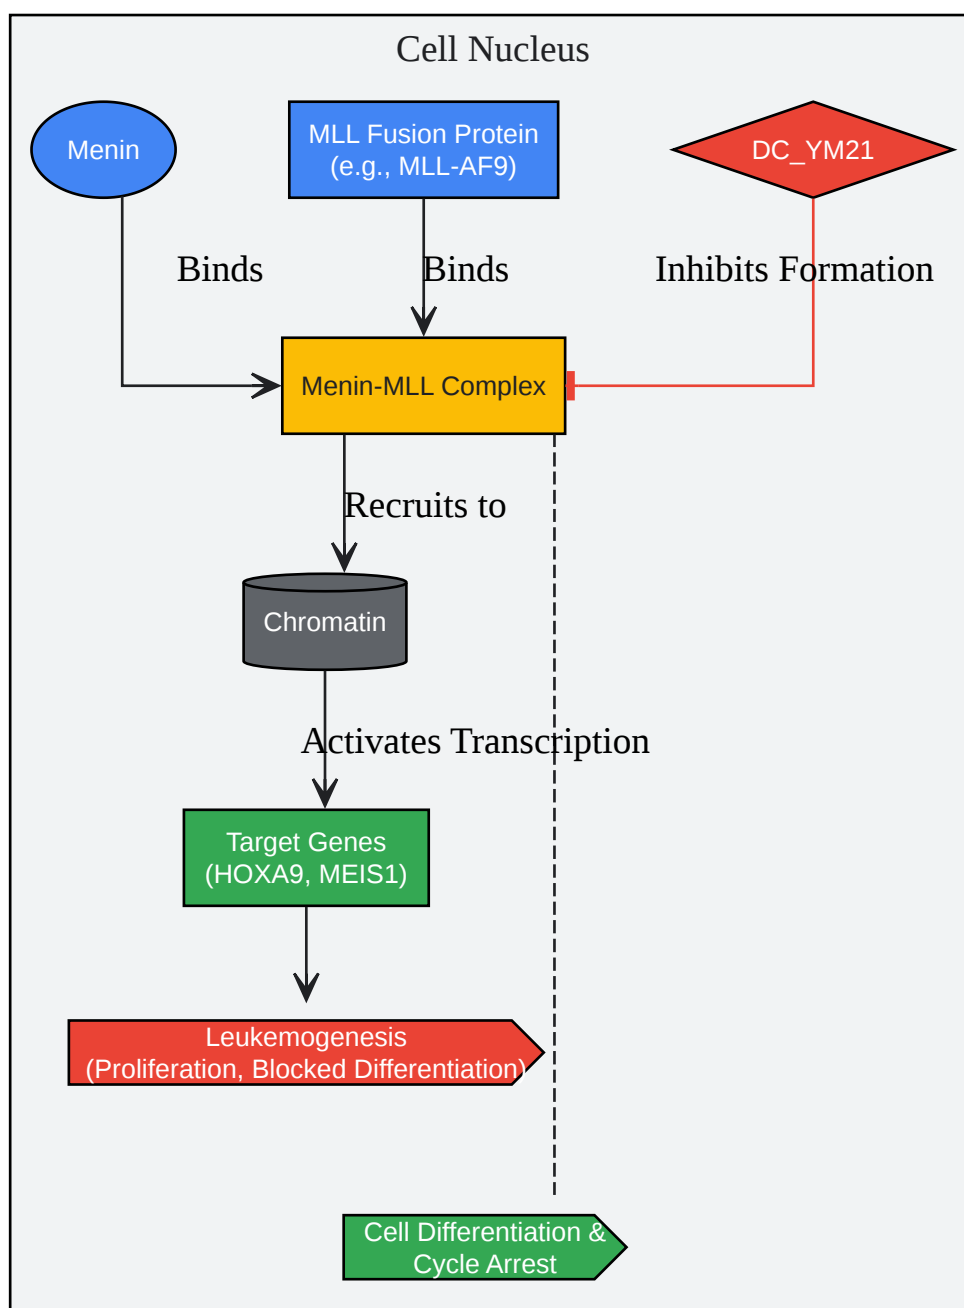 Cell Nucleus
Menin
MLL Fusion Protein
(e.g., MLL-AF9)
DC_YM21
Binds
Binds
Inhibits Formation
Menin-MLL Complex
Recruits to
Chromatin
Activates Transcription
Target Genes
(HOXA9, MEIS1)
Leukemogenesis
(Proliferation, Blocked Differentiation)
Cell Differentiation &
Cycle Arrest